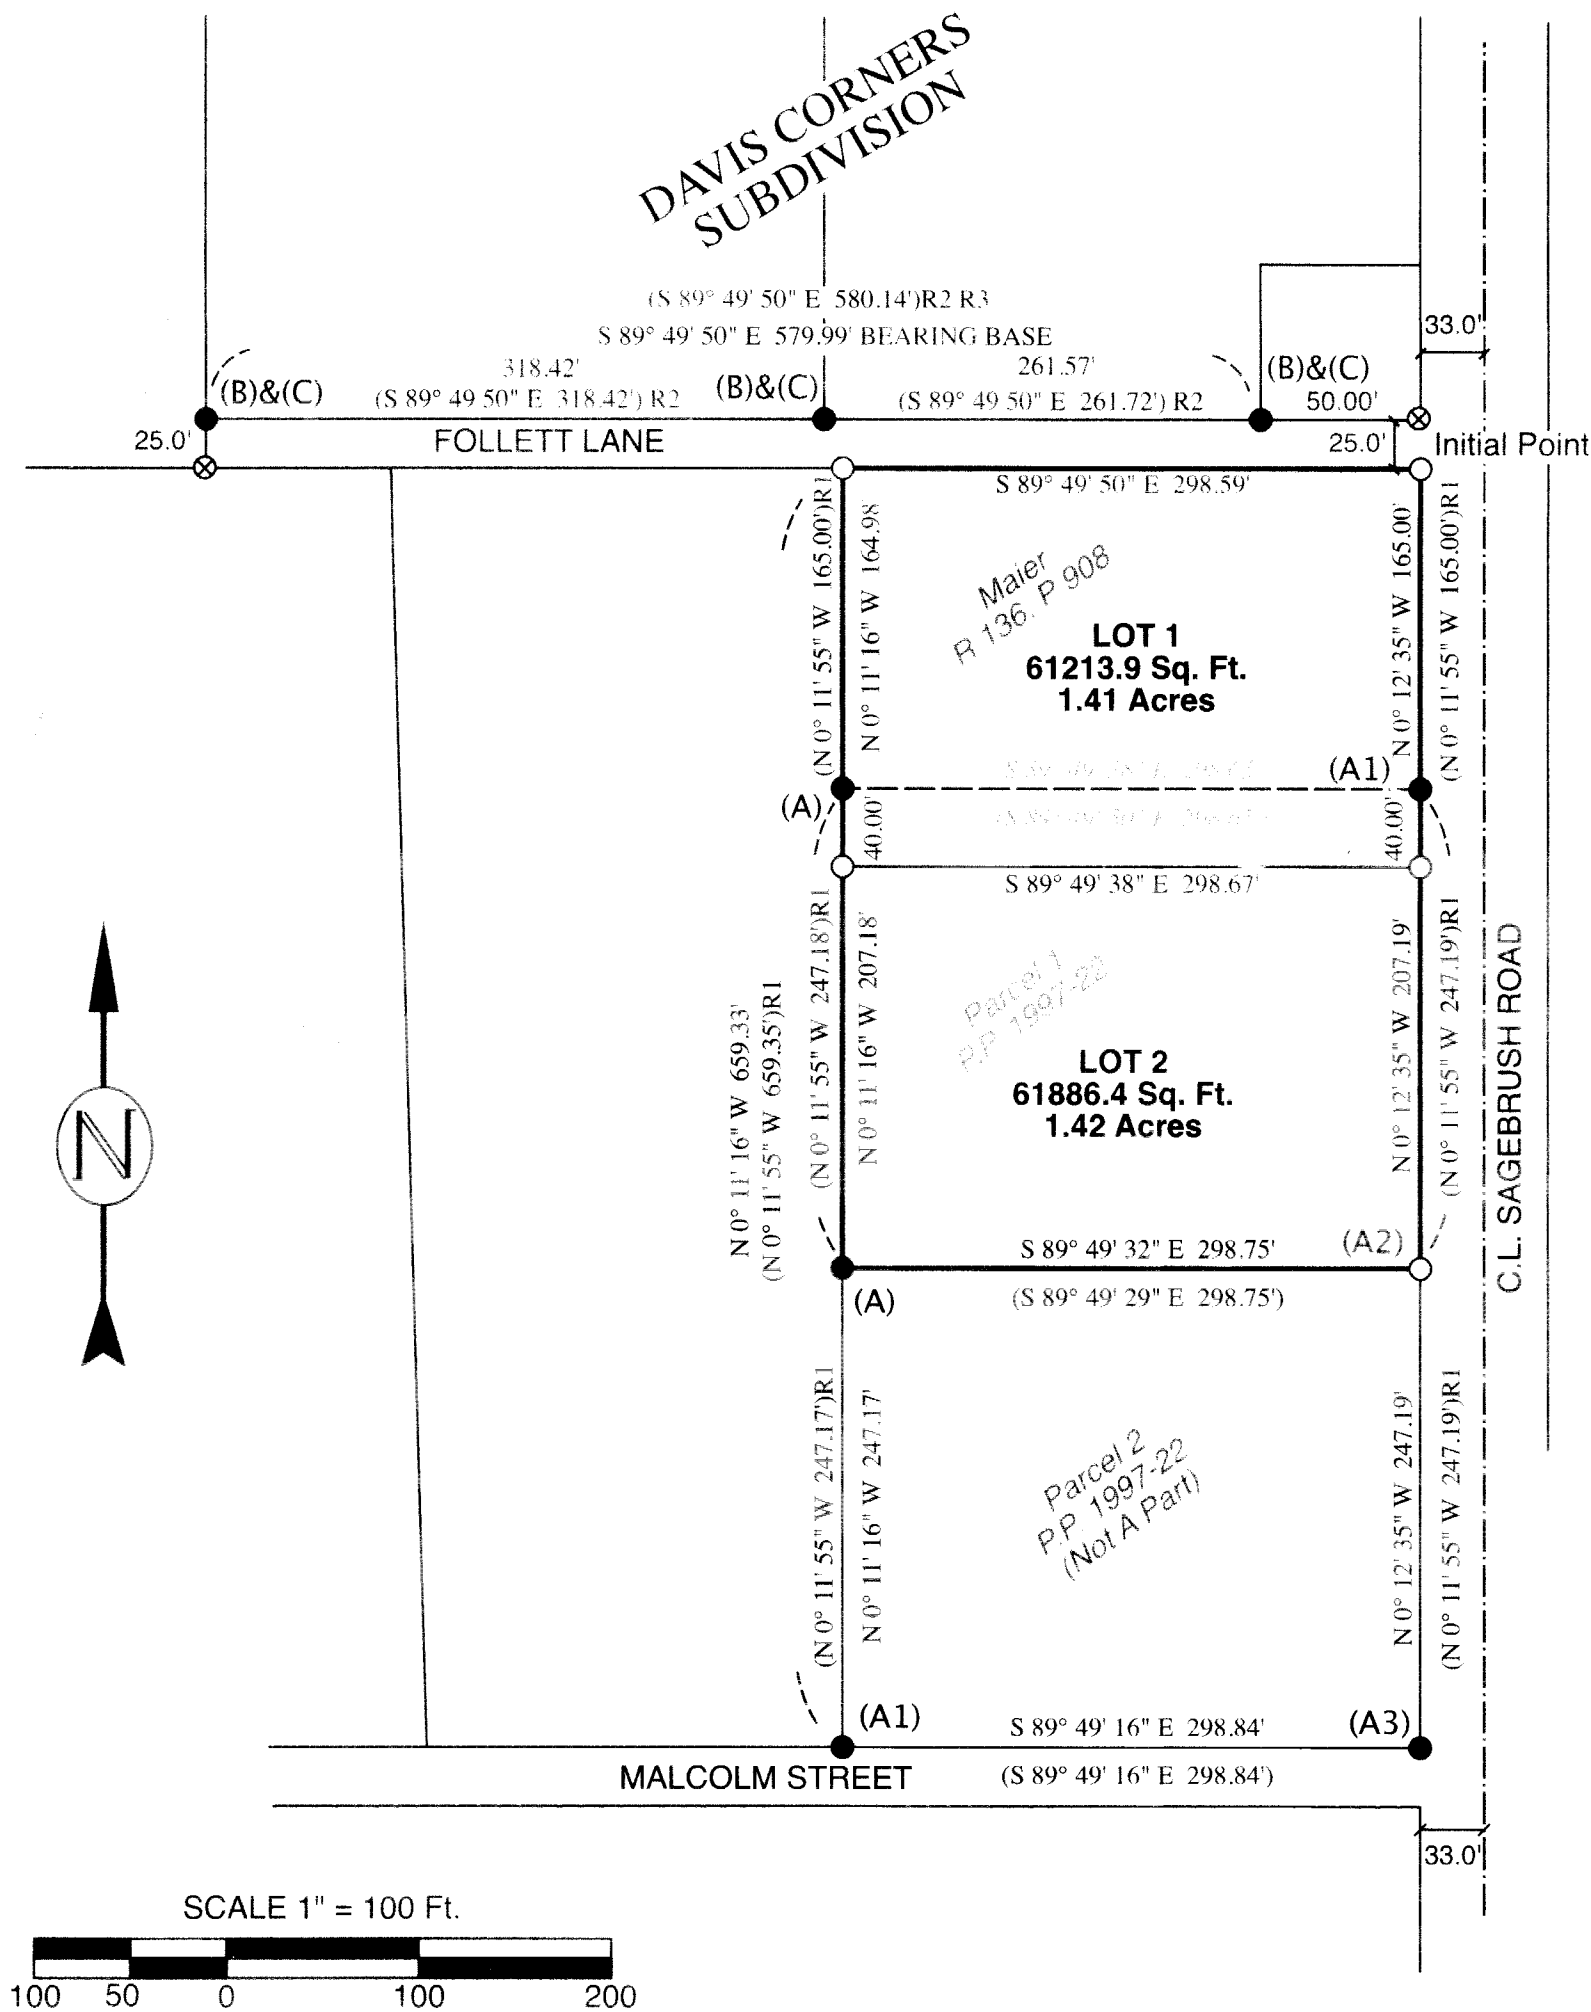 DAVIS CORNERS
SUBDIVISION
(S 89° 49' 50" E 580.14')R2 R3
S 89° 49' 50" E 579.99' BEARING BASE
33.0'
318.42'
261.57'
(B)&(C)
(S 89° 49 50" E 318.42') R2
(B)&(C)
(S 89° 49 50" E 261.72') R2
(B)&(C)
50.00'
25.0'
FOLLETT LANE
25.0'
Initial Point
S 89° 49' 50" E 298.59'
(N 0° 11' 55" W 165.00')R1
N 0° 11' 16" W 164.98'
Maier
R 136. P 908
LOT 1
61213.9 Sq. Ft.
1.41 Acres
N 0° 12' 35" W 165.00'
(N 0° 11' 55" W 165.00')R1
(A1)
(A)
40.00'
40.00'
S 89° 49' 38" E 298.67'
(N 0° 11' 55" W 247.18')R1
N 0° 11' 16" W 207.18'
Parcel 1
P.P. 1997-22
LOT 2
61886.4 Sq. Ft.
1.42 Acres
N 0° 12' 35" W 207.19'
(N 0° 11' 55" W 247.19')R1
C.L. SAGEBRUSH ROAD
N
N 0° 11' 16" W 659.33'
(N 0° 11' 55" W 659.35')R1
S 89° 49' 32" E 298.75'
(A2)
(A)
(S 89° 49' 29" E 298.75')
(N 0° 11' 55" W 247.17')R1
N 0° 11' 16" W 247.17'
Parcel 2
P.P. 1997-22
(Not A Part)
N 0° 12' 35" W 247.19'
(N 0° 11' 55" W 247.19')R1
(A1)
S 89° 49' 16" E 298.84'
(A3)
MALCOLM STREET
(S 89° 49' 16" E 298.84')
33.0'
SCALE 1" = 100 Ft.
100 50 0 100 200